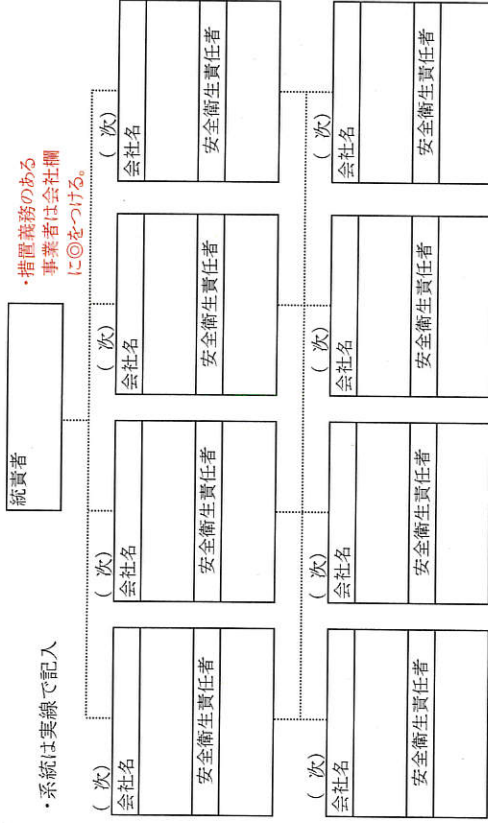 ・系統は実線で記入
統責者
・措置義務のある
事業者は会社欄
に◎をつける。
(  次)
会社名
安全衛生責任者
(  次)
会社名
安全衛生責任者
(  次)
会社名
安全衛生責任者
(  次)
会社名
安全衛生責任者
(  次)
会社名
安全衛生責任者
(  次)
会社名
安全衛生責任者
(  次)
会社名
安全衛生責任者
(  次)
会社名
安全衛生責任者